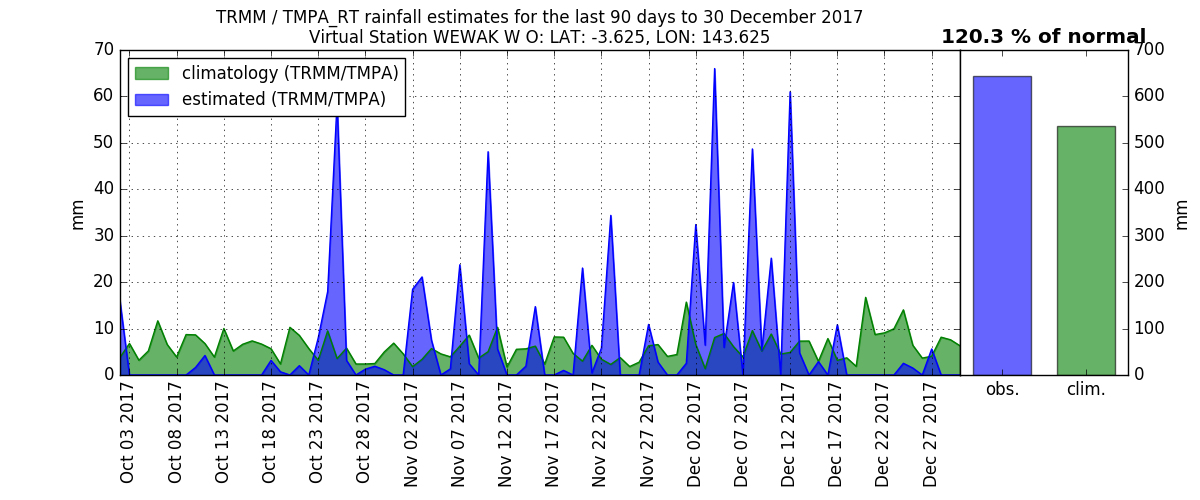 TRMM / TMPA_RT rainfall estimates for the last 90 days to 30 December 2017
Virtual Station WEWAK W O: LAT: -3.625, LON: 143.625
120.3 % of normal
climatology (TRMM/TMPA)
estimated (TRMM/TMPA)
70
60
50
40
30
20
10
0
mm
Oct 03 2017
Oct 08 2017
Oct 13 2017
Oct 18 2017
Oct 23 2017
Oct 28 2017
Nov 02 2017
Nov 07 2017
Nov 12 2017
Nov 17 2017
Nov 22 2017
Nov 27 2017
Dec 02 2017
Dec 07 2017
Dec 12 2017
Dec 17 2017
Dec 22 2017
Dec 27 2017
700
600
500
400
300
200
100
0
mm
obs.
clim.